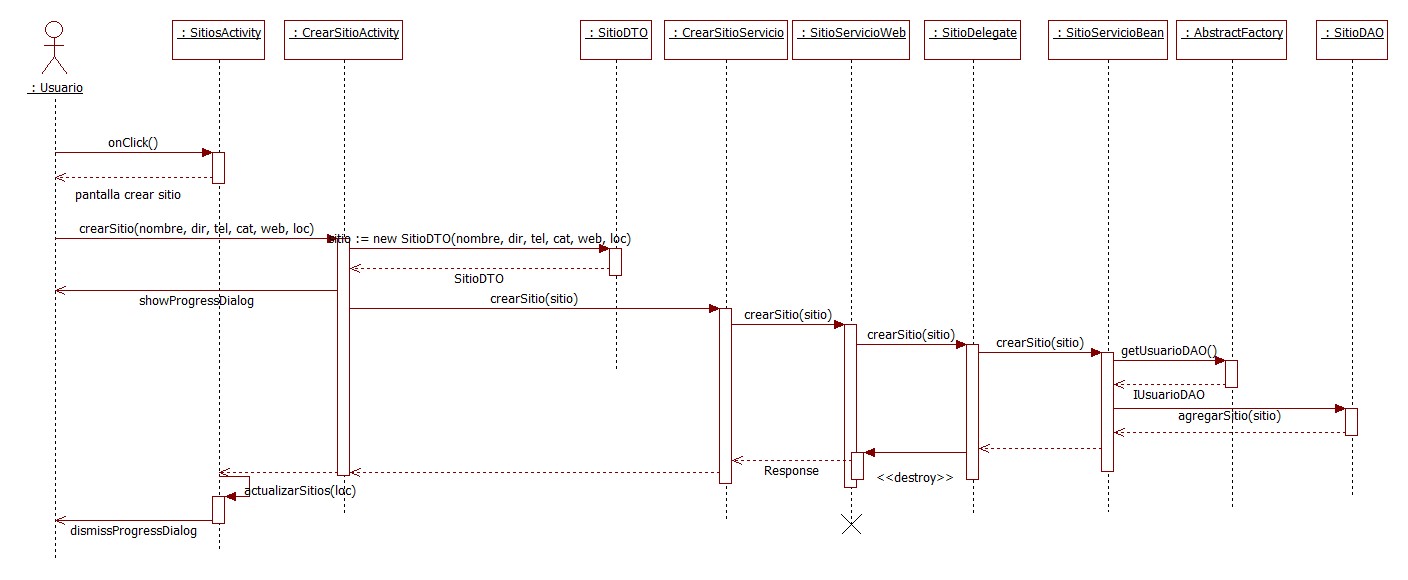 : Usuario
: SitiosActivity
: CrearSitioActivity
: SitioDTO
: CrearSitioServicio
: SitioServicioWeb
: SitioDelegate
: SitioServicioBean
: AbstractFactory
: SitioDAO
onClick()
pantalla crear sitio
crearSitio(nombre, dir, tel, cat, web, loc)
sitio := new SitioDTO(nombre, dir, tel, cat, web, loc)
SitioDTO
showProgressDialog
crearSitio(sitio)
crearSitio(sitio)
crearSitio(sitio)
crearSitio(sitio)
getUsuarioDAO()
IUsuarioDAO
agregarSitio(sitio)
Response
<<destroy>>
actualizarSitios(loc)
dismissProgressDialog